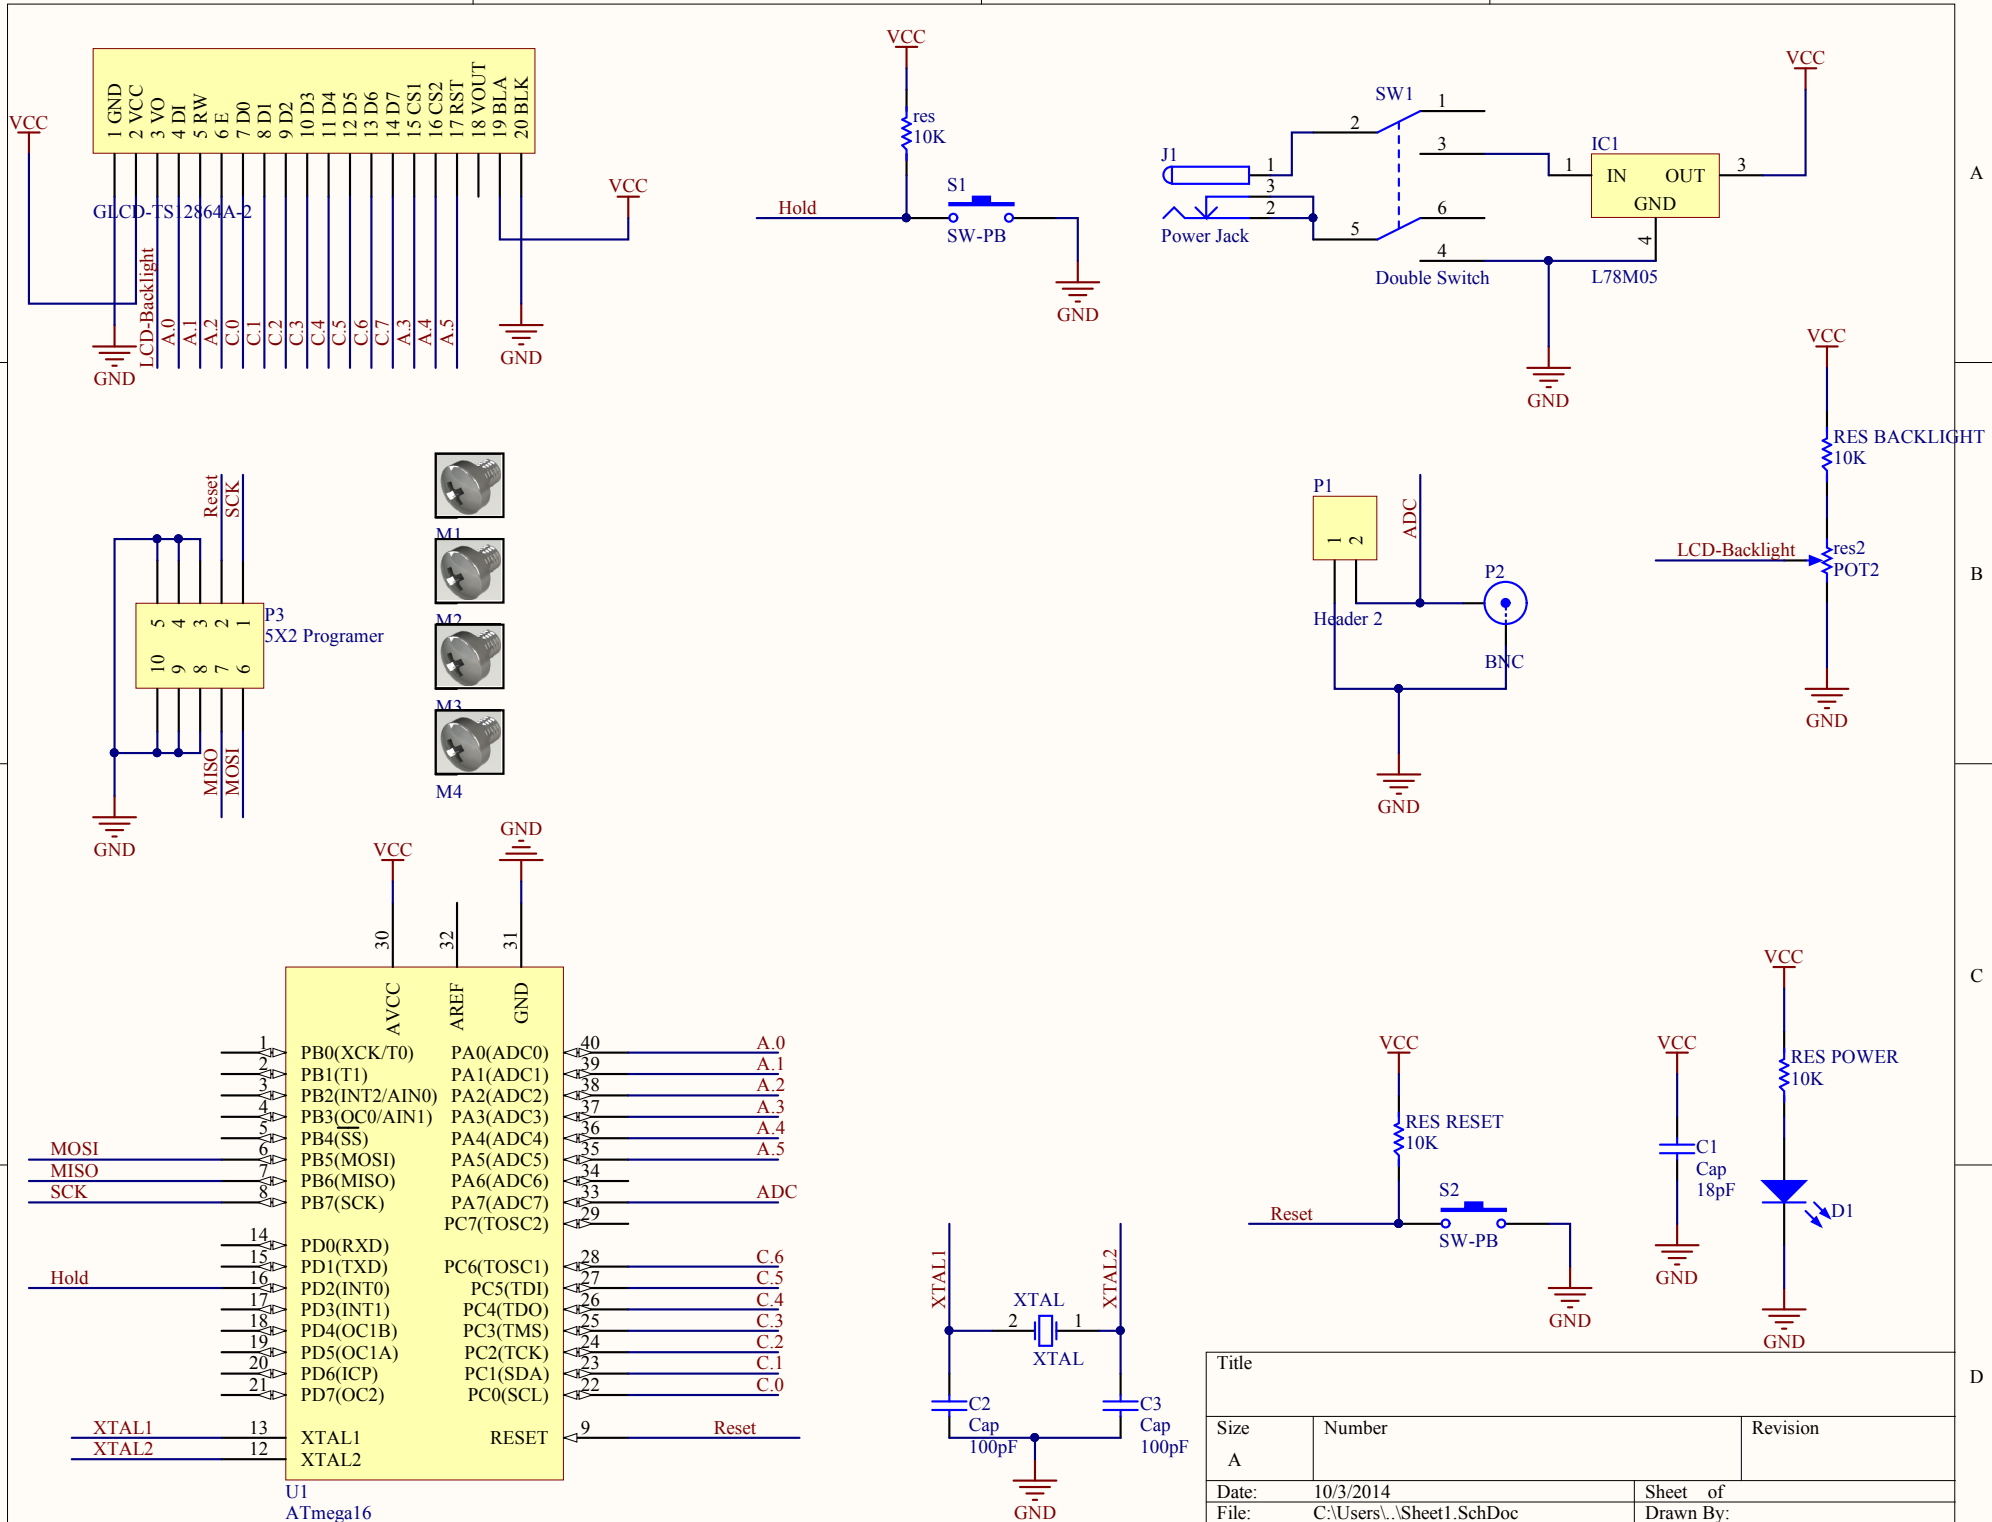 VCC
1 GND
2 VCC
3 VO
4 DI
5 RW
6 E
7 D0
8 D1
9 D2
10 D3
11 D4
12 D5
13 D6
14 D7
15 CS1
16 CS2
17 RST
18 VOUT
19 BLA
20 BLK
GLCD-TS12864A-2
VCC
LCD-Backlight
A.0
A.1
A.2
C.0
C.1
C.2
C.3
C.4
C.5
C.6
C.7
A.3
A.4
A.5
GND
GND
VCC
res
10K
Hold
S1
SW-PB
GND
J1
1
3
2
Power Jack
SW1
1
2
3
6
5
4
Double Switch
GND
IC1
1 IN OUT 3
GND
4
L78M05
VCC
A
VCC
RES BACKLIGHT
10K
LCD-Backlight
res2
POT2
GND
B
Reset
SCK
5 4 3 2 1
10 9 8 7 6
P3
5X2 Programer
MISO
MOSI
GND
M1
M2
M3
M4
P1
1 2
Header 2
ADC
P2
BNC
GND
VCC
GND
30
32
31
AVCC
AREF
GND
1 PB0(XCK/T0)
2 PB1(T1)
3 PB2(INT2/AIN0)
4 PB3(OC0/AIN1)
5 PB4(SS)
MOSI 6 PB5(MOSI)
MISO 7 PB6(MISO)
SCK 8 PB7(SCK)
14 PD0(RXD)
15 PD1(TXD)
Hold 16 PD2(INT0)
17 PD3(INT1)
18 PD4(OC1B)
19 PD5(OC1A)
20 PD6(ICP)
21 PD7(OC2)
XTAL1 13 XTAL1
XTAL2 12 XTAL2
PA0(ADC0) 40 A.0
PA1(ADC1) 39 A.1
PA2(ADC2) 38 A.2
PA3(ADC3) 37 A.3
PA4(ADC4) 36 A.4
PA5(ADC5) 35 A.5
PA6(ADC6) 34
PA7(ADC7) 33 ADC
PC7(TOSC2) 29
PC6(TOSC1) 28 C.6
PC5(TDI) 27 C.5
PC4(TDO) 26 C.4
PC3(TMS) 25 C.3
PC2(TCK) 24 C.2
PC1(SDA) 23 C.1
PC0(SCL) 22 C.0
RESET 9 Reset
U1
ATmega16
XTAL1
XTAL2
XTAL
2 1
XTAL
C2
Cap
100pF
C3
Cap
100pF
GND
VCC
RES RESET
10K
Reset
S2
SW-PB
GND
VCC
C1
Cap
18pF
GND
VCC
RES POWER
10K
D1
GND
C
D
Title
Size
A
Number
Revision
Date: 10/3/2014
Sheet of
File: C:\Users\..\Sheet1.SchDoc
Drawn By: